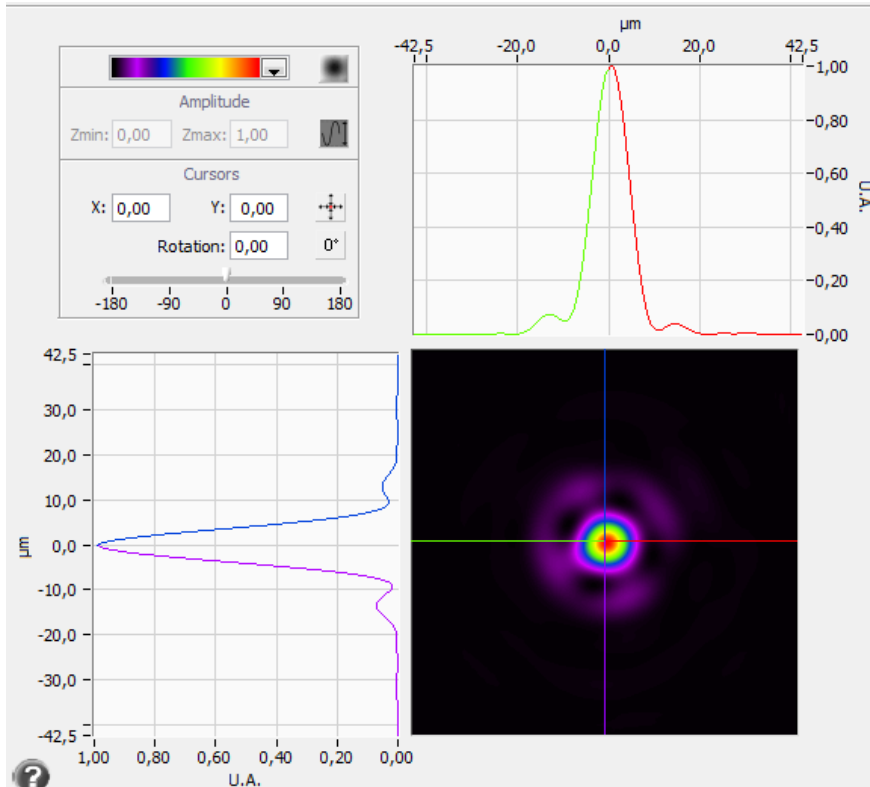 µm
-42,5 -20,0 0,0 20,0 42,5
1,00
0,80
0,60
0,40
0,20
0,00
U.A.
Amplitude
Zmin: 0,00 Zmax: 1,00
Cursors
X: 0,00 Y: 0,00
Rotation: 0,00 0°
-180 -90 0 90 180
42,5
30,0
20,0
10,0
0,0
-10,0
-20,0
-30,0
-42,5
µm
1,00 0,80 0,60 0,40 0,20 0,00
U.A.
?